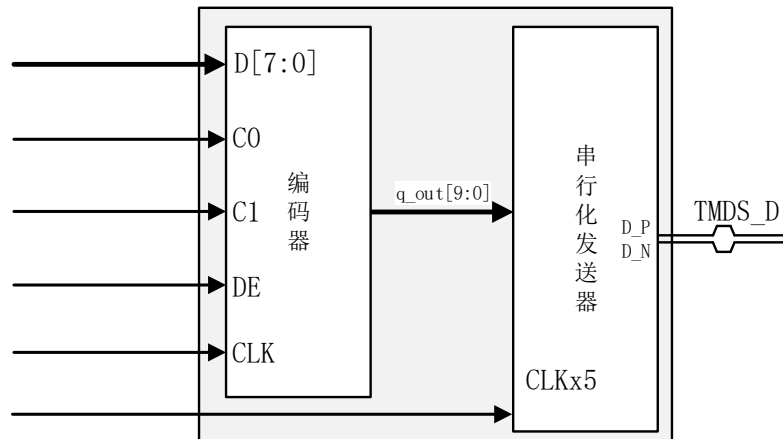 D[7:0]
C0
C1
DE
CLK
编码器
q_out[9:0]
串行化发送器
D_P
D_N
CLKx5
TMDS_D